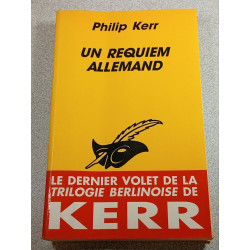 Philip Kerr
UN REQUIEM
ALLEMAND
LE DERNIER VOLET DE LA
TRILOGIE BERLINOISE DE
KERR